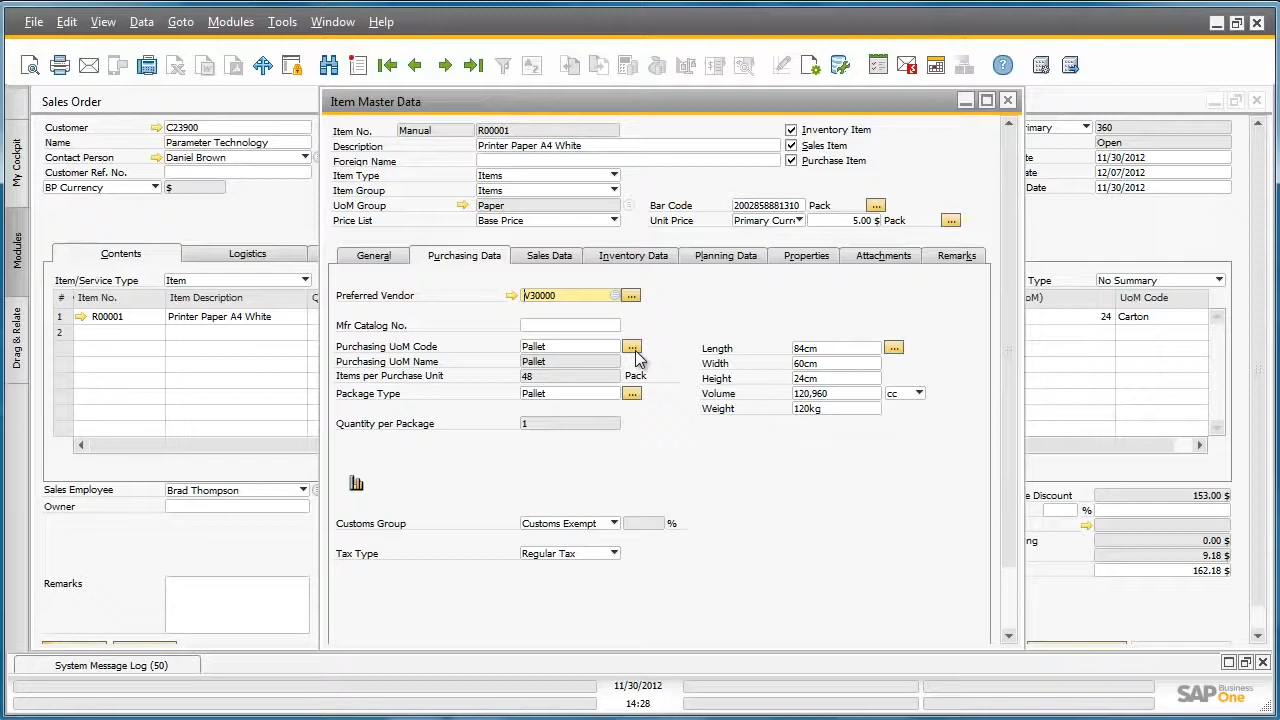 File Edit View Data Goto Modules Tools Window Help
My Cockpit
Modules
Drag & Relate
Sales Order
Customer C23900
Name Parameter Technology
Contact Person Daniel Brown
Customer Ref. No.
BP Currency $
Contents Logistics
Item/Service Type Item
# Item No. Item Description
1 R00001 Printer Paper A4 White
2
Sales Employee Brad Thompson
Owner
Remarks
Item Master Data
Item No. Manual R00001
Description Printer Paper A4 White
Foreign Name
Item Type Items
Item Group Items
UoM Group Paper
Price List Base Price
Inventory Item
Sales Item
Purchase Item
Bar Code 2002858881310 Pack
Unit Price Primary Curr 5.00 $ Pack
General Purchasing Data Sales Data Inventory Data Planning Data Properties Attachments Remarks
Preferred Vendor V30000
Mfr Catalog No.
Purchasing UoM Code Pallet
Purchasing UoM Name Pallet
Items per Purchase Unit 48 Pack
Package Type Pallet
Quantity per Package 1
Length 84cm
Width 60cm
Height 24cm
Volume 120,960 cc
Weight 120kg
Customs Group Customs Exempt %
Tax Type Regular Tax
360
Open
11/30/2012
12/07/2012
Date 11/30/2012
Type No Summary
UoM Code
24 Carton
Discount 153.00 $
%
0.00 $
9.18 $
162.18 $
System Message Log (50)
11/30/2012
14:28
SAP Business One